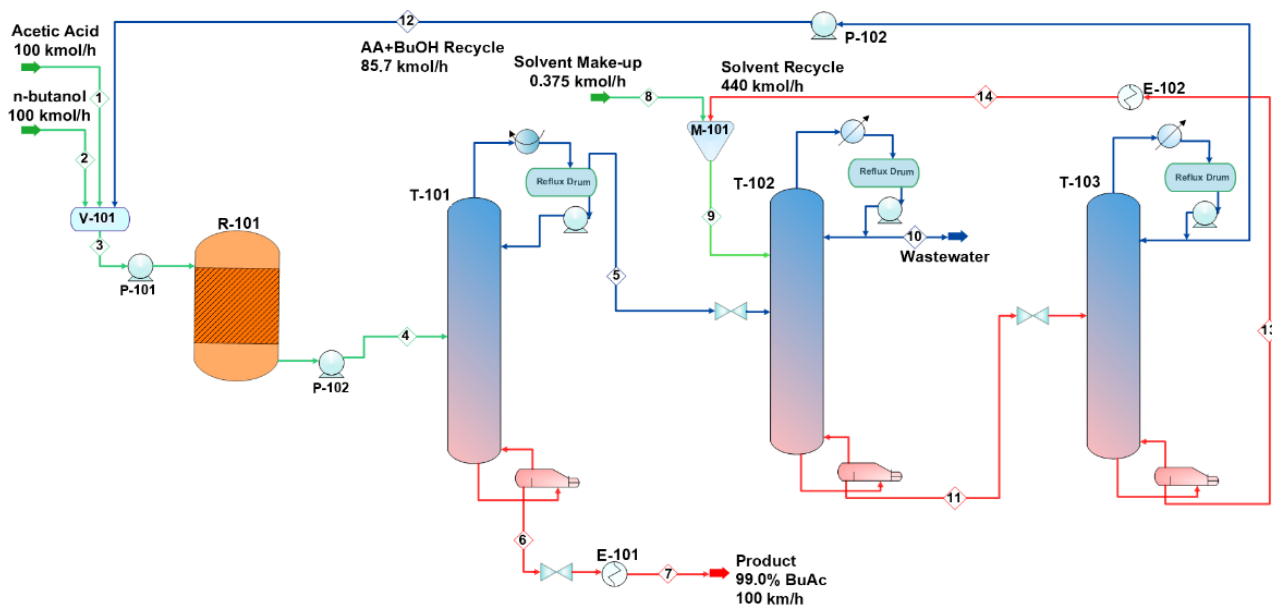 12
Acetic Acid
100 kmol/h
n-butanol
100 kmol/h
1
2
AA+BuOH Recycle
85.7 kmol/h
P-102
Solvent Make-up
0.375 kmol/h
8
Solvent Recycle
440 kmol/h
14
E-102
M-101
V-101
3
P-101
R-101
P-102
4
T-101
Reflux Drum
5
9
T-102
Reflux Drum
10
Wastewater
T-103
Reflux Drum
11
13
6
E-101
7
Product
99.0% BuAc
100 km/h